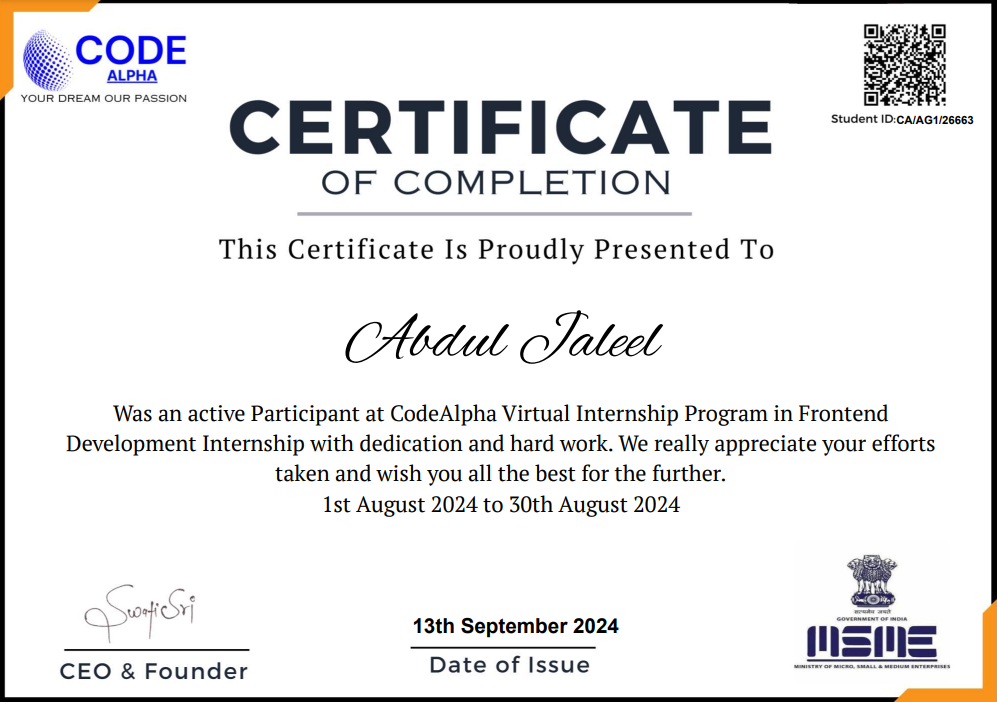 CODE
ALPHA
YOUR DREAM OUR PASSION
Student ID:CA/AG1/26663
CERTIFICATE
OF COMPLETION
This Certificate Is Proudly Presented To
Abdul Jaleel
Was an active Participant at CodeAlpha Virtual Internship Program in Frontend
Development Internship with dedication and hard work. We really appreciate your efforts
taken and wish you all the best for the further.
1st August 2024 to 30th August 2024
SwatiSri
CEO & Founder
13th September 2024
Date of Issue
सत्यमेव जयते
GOVERNMENT OF INDIA
MSME
MINISTRY OF MICRO, SMALL & MEDIUM ENTERPRISES